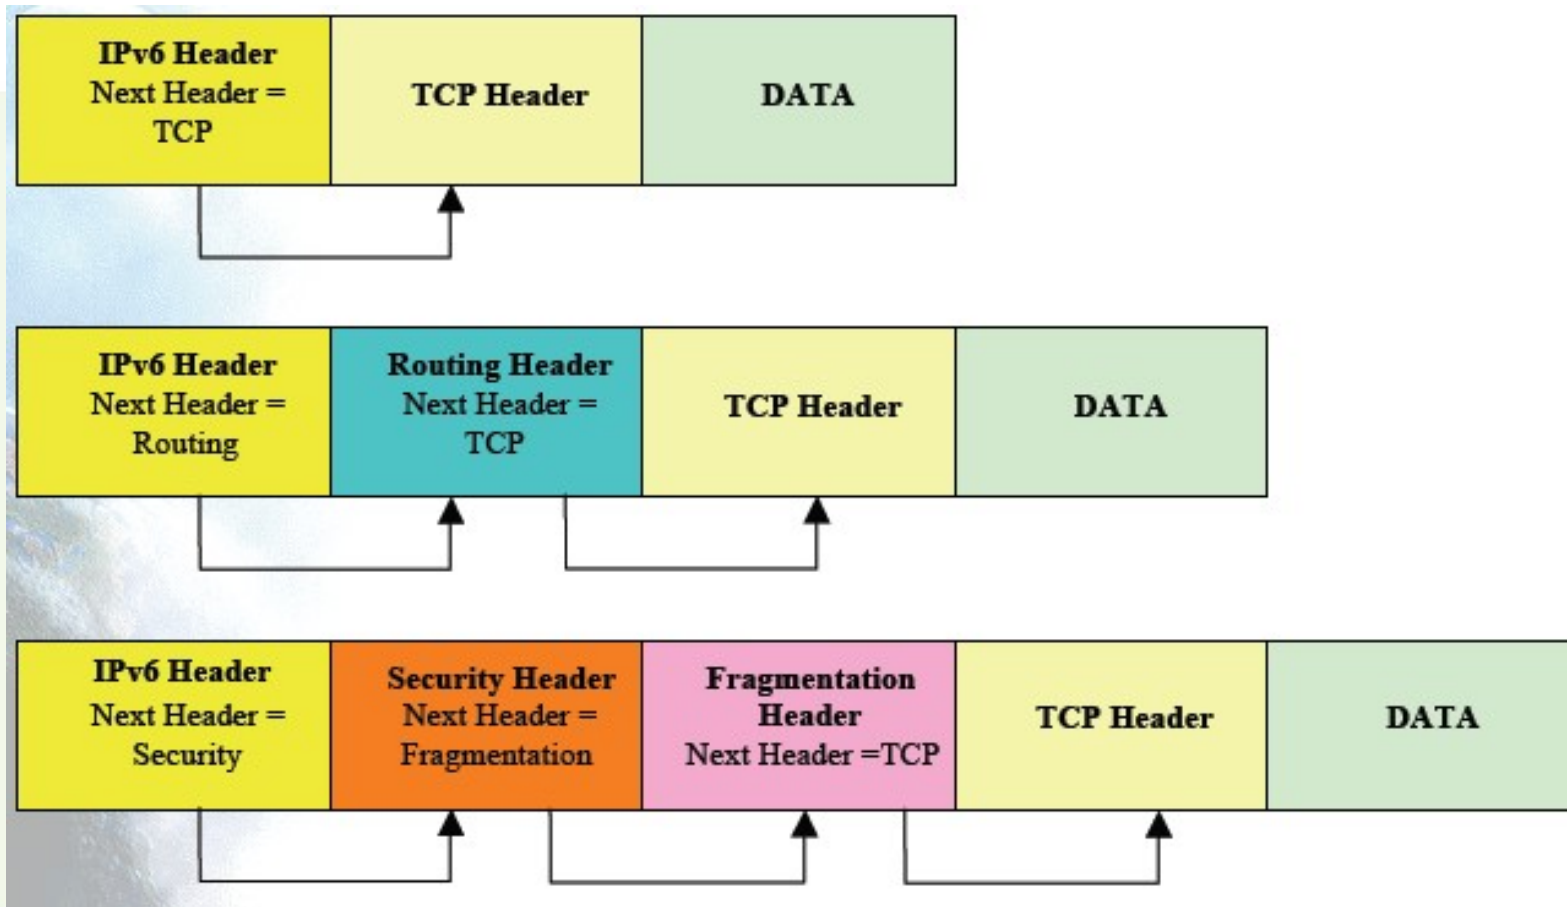 IPv6 Header
Next Header =
TCP
TCP Header
DATA
IPv6 Header
Next Header =
Routing
Routing Header
Next Header =
TCP
TCP Header
DATA
IPv6 Header
Next Header =
Security
Security Header
Next Header =
Fragmentation
Fragmentation
Header
Next Header =TCP
TCP Header
DATA